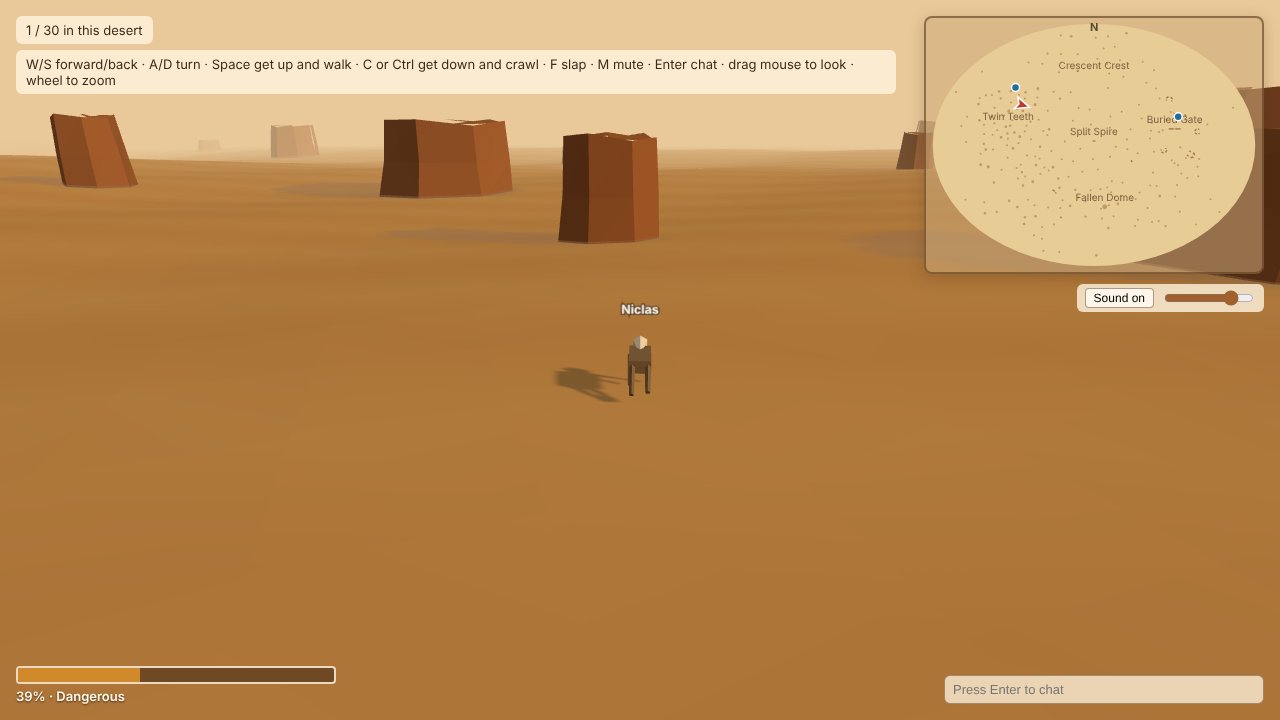 1 / 30 in this desert
W/S forward/back · A/D turn · Space get up and walk · C or Ctrl get down and crawl · F slap · M mute · Enter chat · drag mouse to look ·
wheel to zoom
N
Crescent Crest
Twin Teeth
Buried Gate
Split Spire
Fallen Dome
Sound on
Niclas
39% · Dangerous
Press Enter to chat